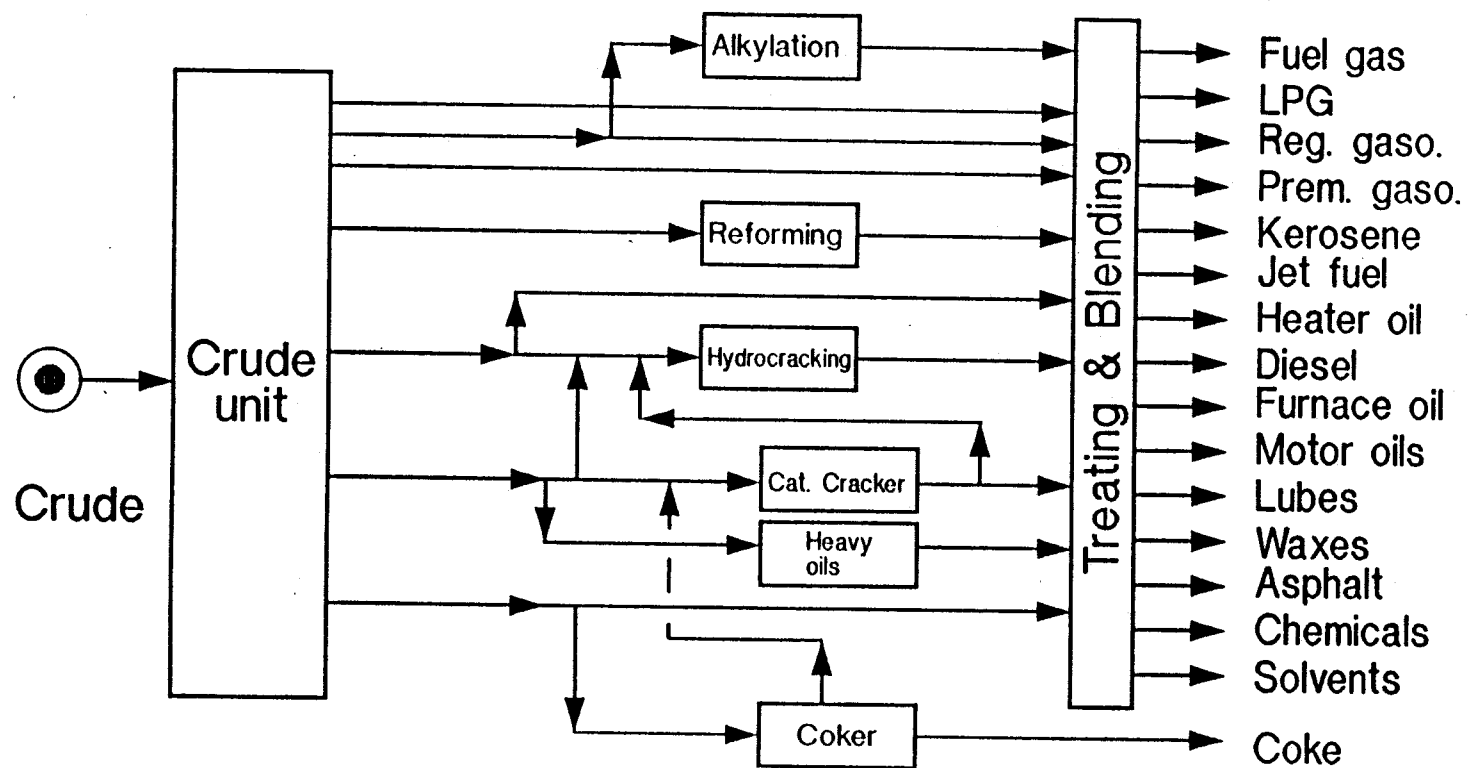 Crude
Crude
unit
Alkylation
Reforming
Hydrocracking
Cat. Cracker
Heavy
oils
Coker
Treating & Blending
Fuel gas
LPG
Reg. gaso.
Prem. gaso.
Kerosene
Jet fuel
Heater oil
Diesel
Furnace oil
Motor oils
Lubes
Waxes
Asphalt
Chemicals
Solvents
Coke